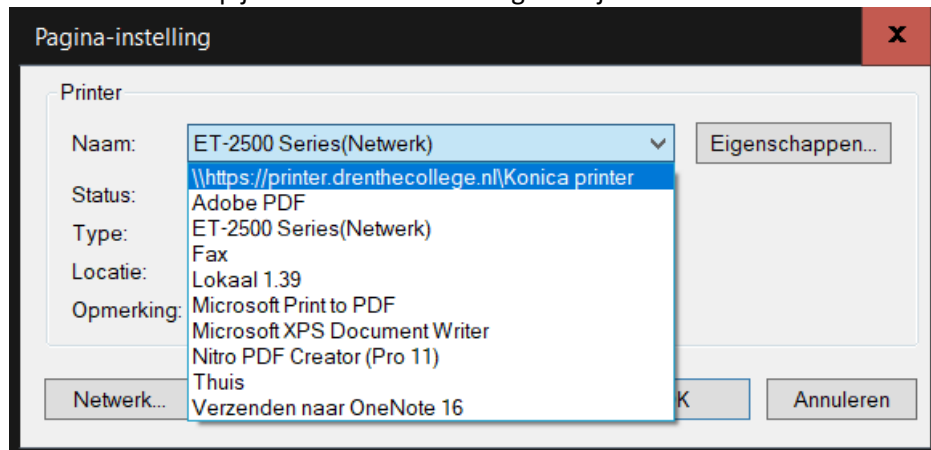 Pagina-instelling
x
Printer
Naam:
ET-2500 Series(Netwerk)
Eigenschappen...
\\https://printer.drenthecollege.nl\Konica printer
Status:
Adobe PDF
Type:
ET-2500 Series(Netwerk)
Fax
Locatie:
Lokaal 1.39
Opmerking:
Microsoft Print to PDF
Microsoft XPS Document Writer
Nitro PDF Creator (Pro 11)
Thuis
Netwerk...
Verzenden naar OneNote 16
K
Annuleren